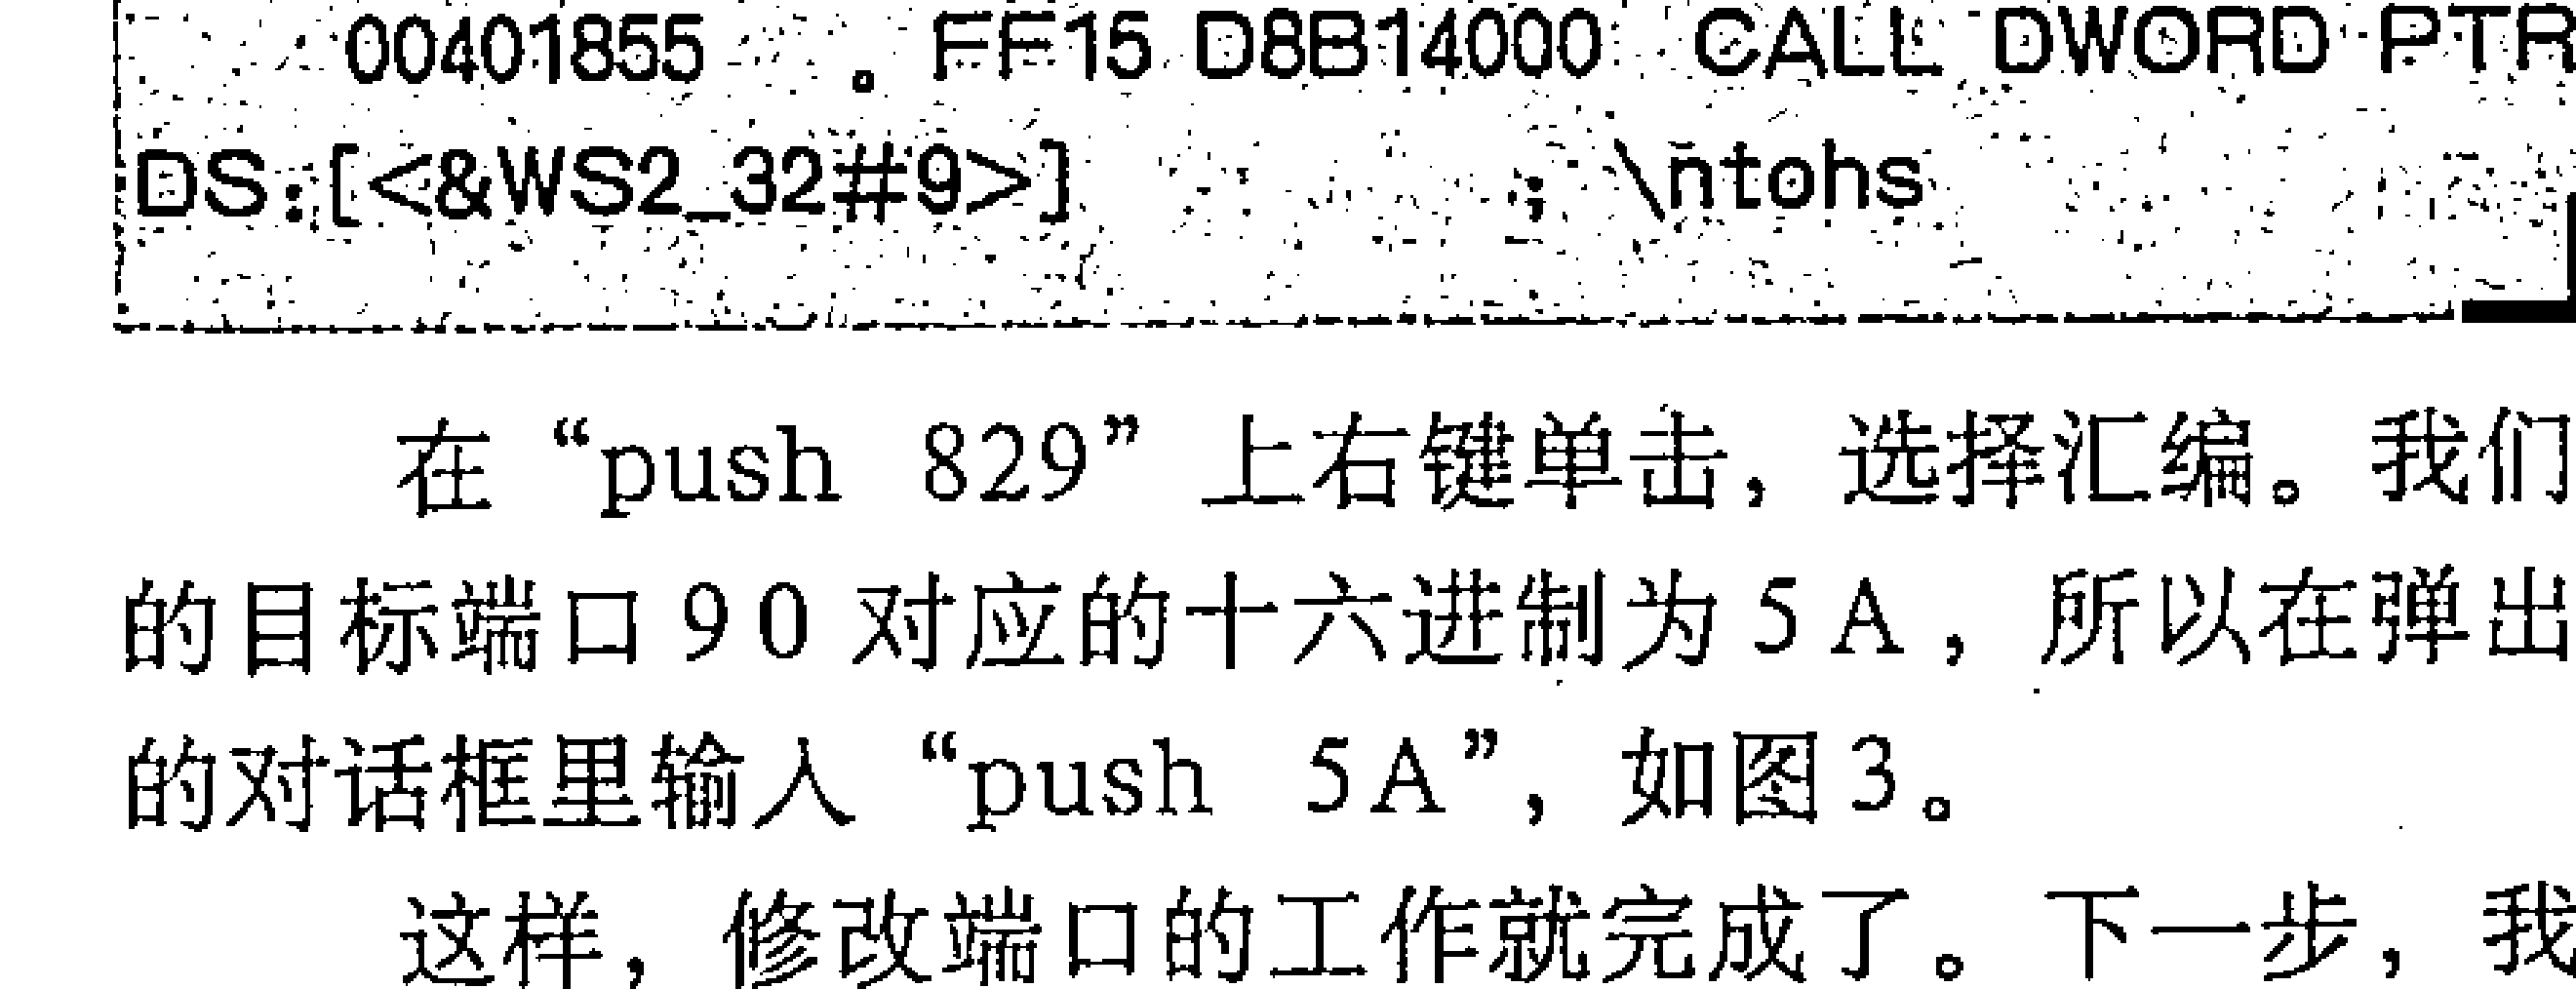 00401855 。 FF15 D8B14000 CALL DWORD PTR
DS:[<&WS2_32#9>] ; \ntohs
在“push 829”上右键单击，选择汇编。我们
的目标端口90对应的十六进制为5A，所以在弹出
的对话框里输入“push 5A”，如图3。
这样，修改端口的工作就完成了。下一步，我